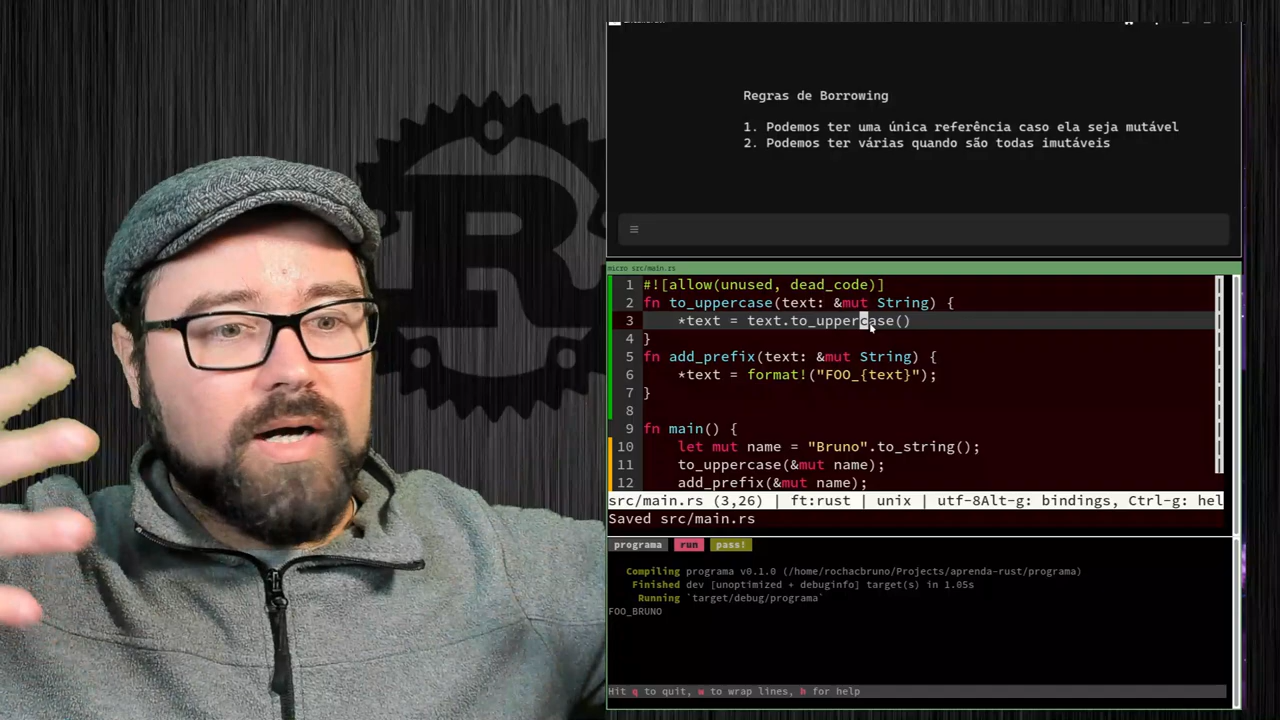 R
Regras de Borrowing
1. Podemos ter uma única referência caso ela seja mutável
2. Podemos ter várias quando são todas imutáveis
≡
micro src/main.rs
1 #![allow(unused, dead_code)]
2 fn to_uppercase(text: &mut String) {
3 *text = text.to_uppercase()
4 }
5 fn add_prefix(text: &mut String) {
6 *text = format!("FOO_{text}");
7 }
8
9 fn main() {
10 let mut name = "Bruno".to_string();
11 to_uppercase(&mut name);
12 add_prefix(&mut name);
src/main.rs (3,26) | ft:rust | unix | utf-8Alt-g: bindings, Ctrl-g: hel
Saved src/main.rs
programa run pass!
Compiling programa v0.1.0 (/home/rochacbruno/Projects/aprenda-rust/programa)
Finished dev [unoptimized + debuginfo] target(s) in 1.05s
Running `target/debug/programa`
FOO_BRUNO
Hit q to quit, w to wrap lines, h for help